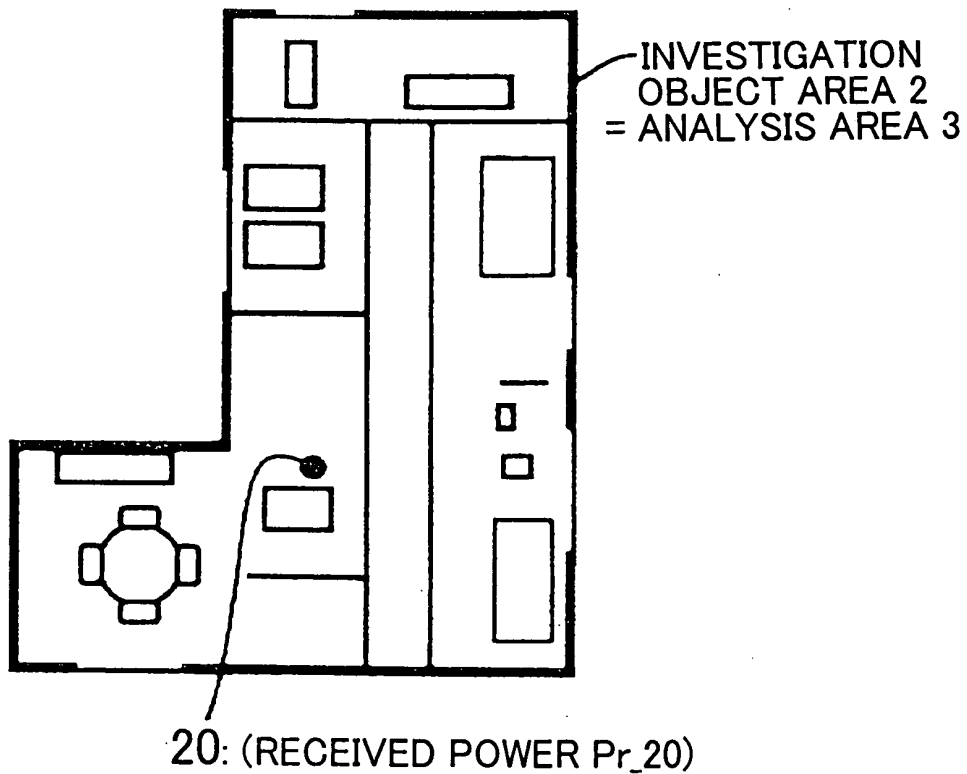 INVESTIGATION
OBJECT AREA 2
= ANALYSIS AREA 3
20: (RECEIVED POWER Pr_20)